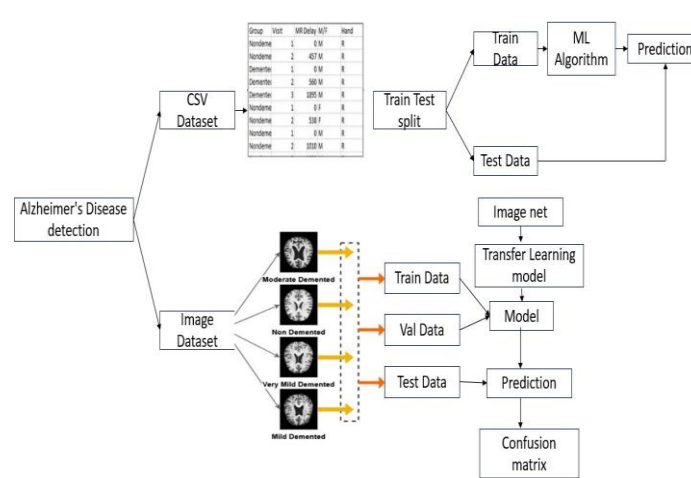 Group Visit MR Delay M/F Hand
Nondeme 1 0 M R
Nondeme 2 457 M R
Demented 1 0 M R
Demented 2 560 M R
Demented 3 1895 M R
Nondeme 1 0 F R
Nondeme 2 538 F R
Nondeme 1 0 M R
Nondeme 2 1010 M R
CSV
Dataset
Train Test
split
Train
Data
ML
Algorithm
Prediction
Test Data
Alzheimer's Disease
detection
Image
Dataset
Moderate Demented
Non Demented
Very Mild Demented
Mild Demented
Train Data
Val Data
Test Data
Image net
Transfer Learning
model
Model
Prediction
Confusion
matrix